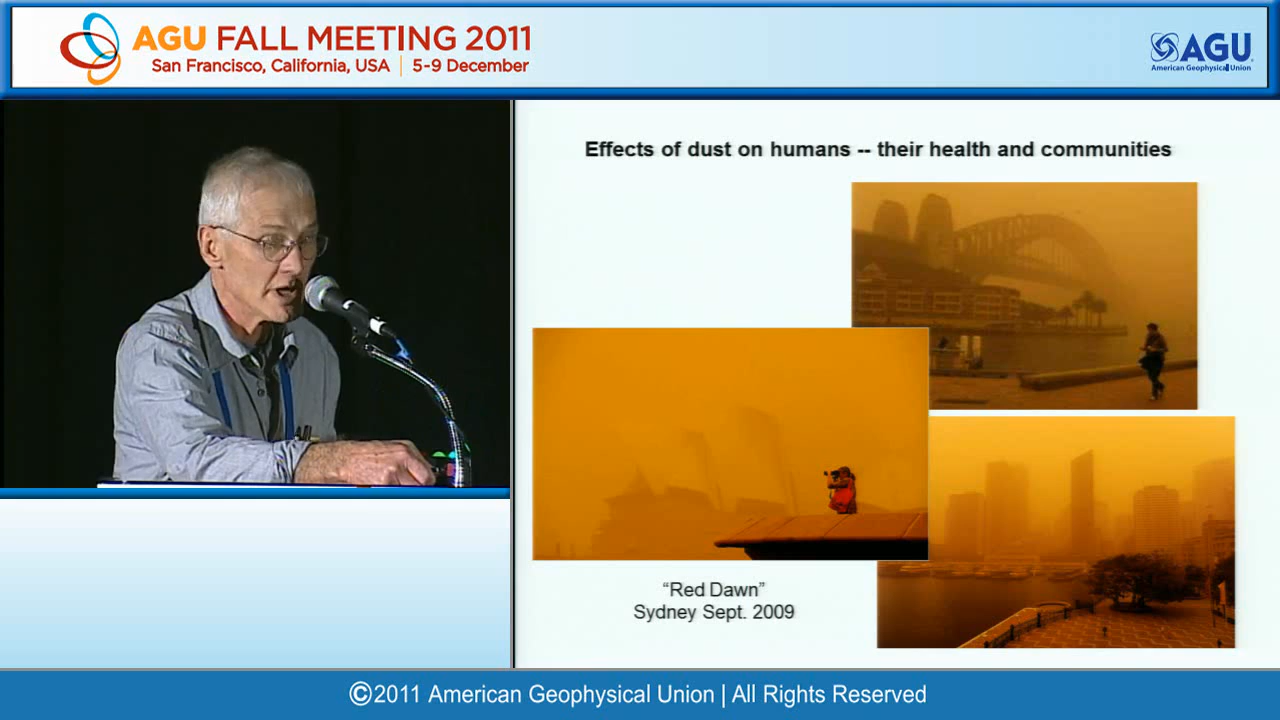 AGU FALL MEETING 2011
San Francisco, California, USA | 5-9 December
AGU
American Geophysical Union
Effects of dust on humans -- their health and communities
“Red Dawn”
Sydney Sept. 2009
©2011 American Geophysical Union | All Rights Reserved